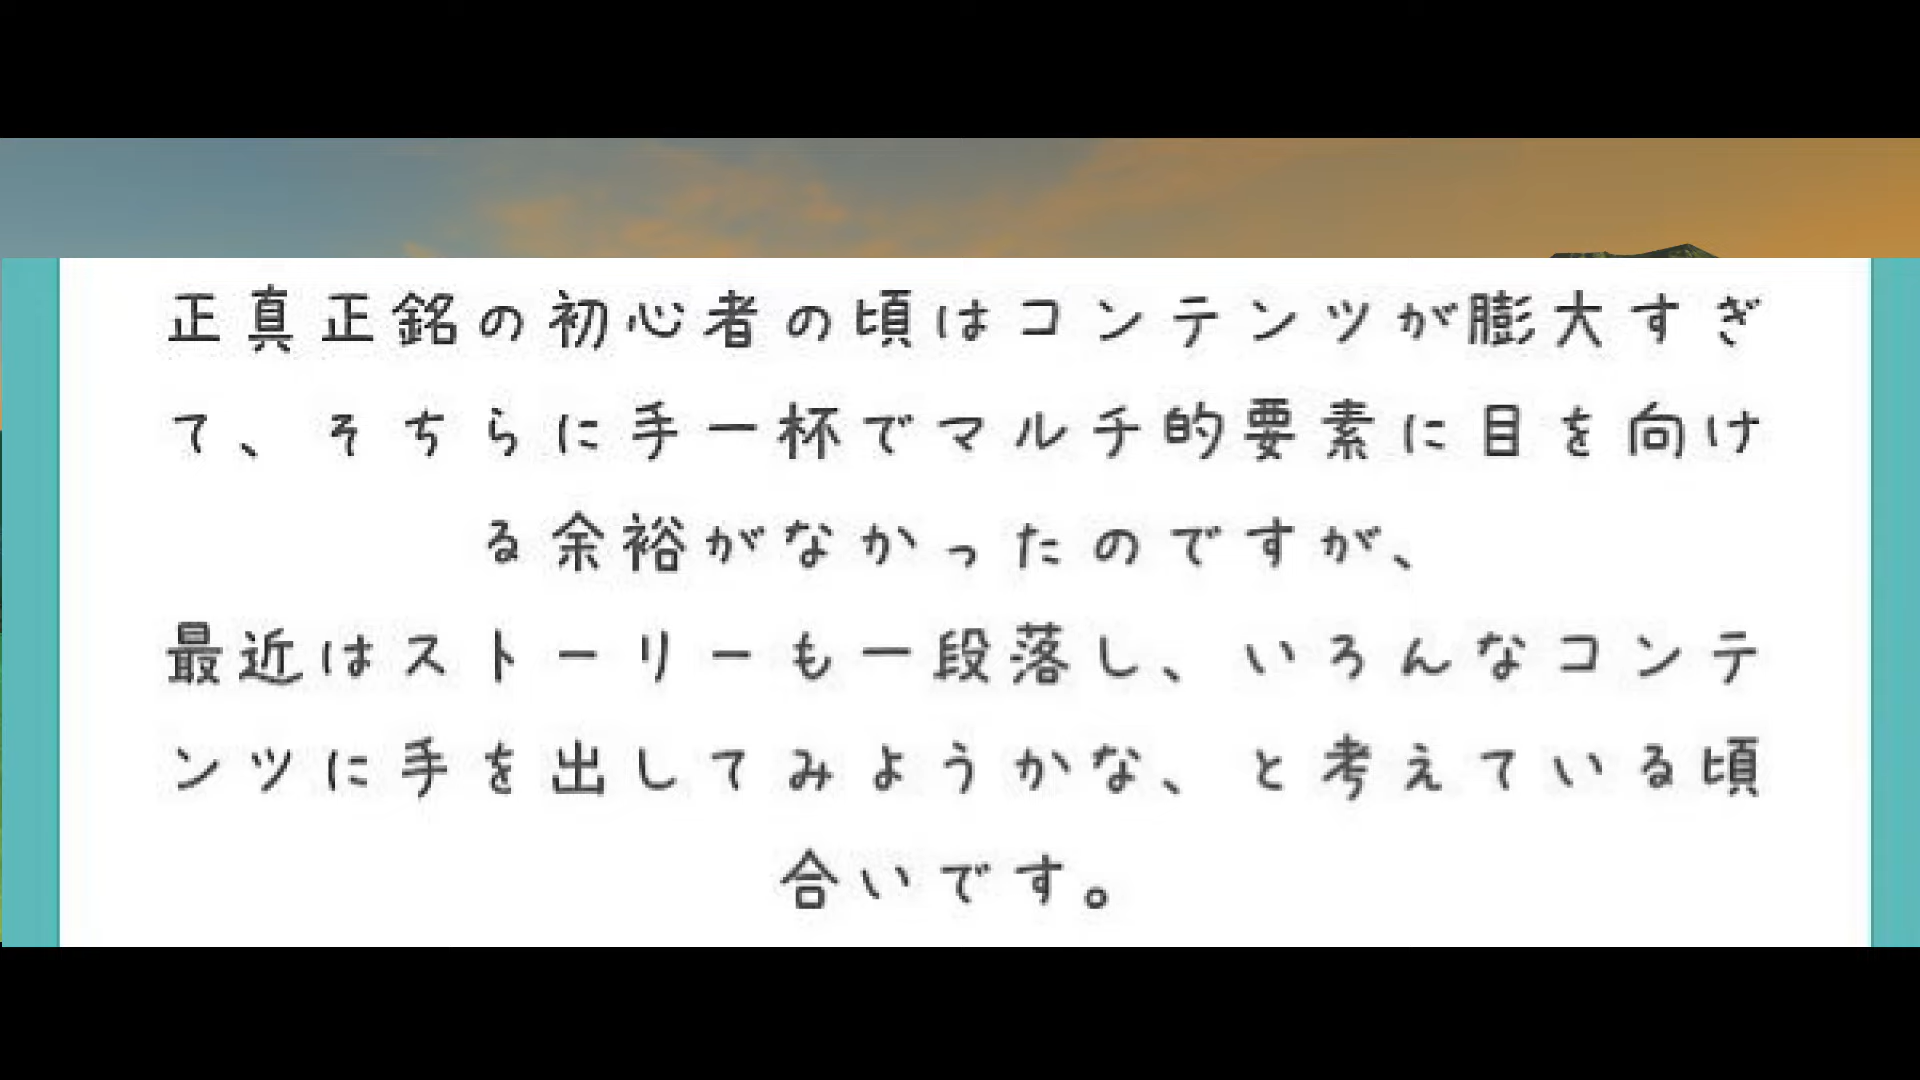 正真正銘の初心者の頃はコンテンツが膨大すぎ
て、そちらに手一杯でマルチ的要素に目を向け
る余裕がなかったのですが、
最近はストーリーも一段落し、いろんなコンテ
ンツに手を出してみようかな、と考えている頃
合いです。